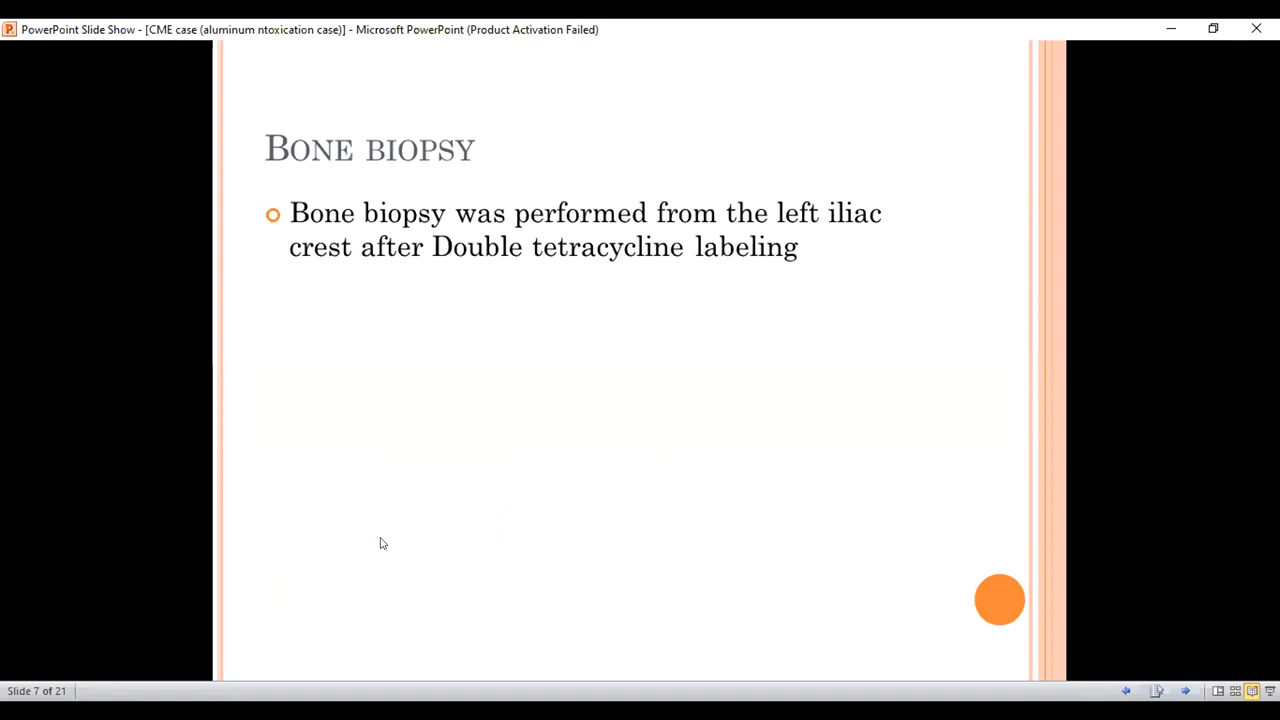 PowerPoint Slide Show - [CME case (aluminum ntoxication case)] - Microsoft PowerPoint (Product Activation Failed)
BONE BIOPSY
Bone biopsy was performed from the left iliac
crest after Double tetracycline labeling
Slide 7 of 21